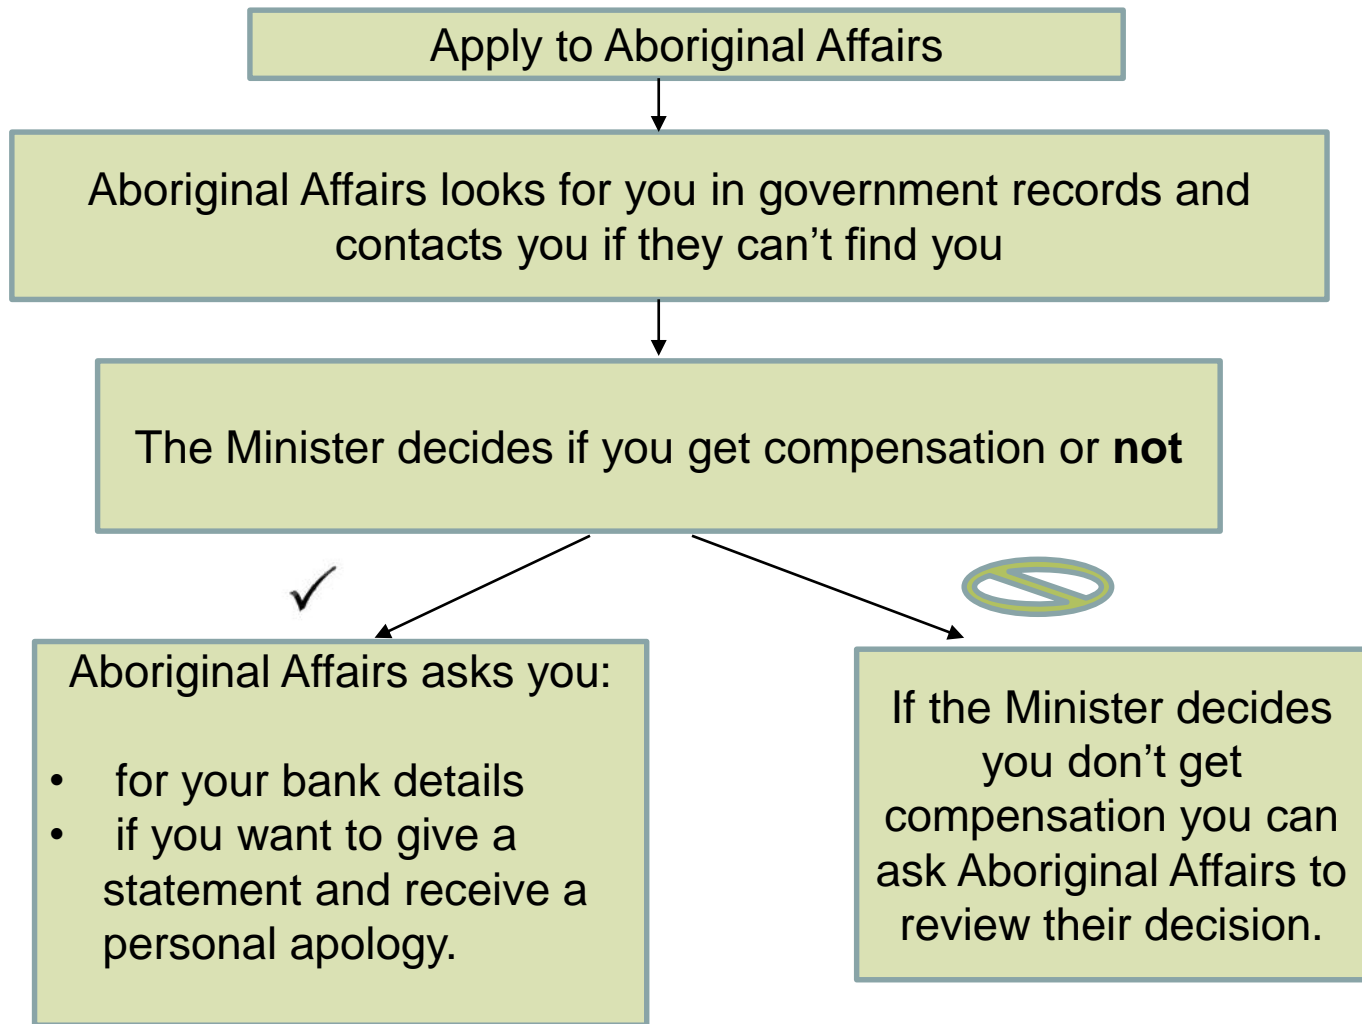 Apply to Aboriginal Affairs
Aboriginal Affairs looks for you in government records and
contacts you if they can’t find you
The Minister decides if you get compensation or not
Aboriginal Affairs asks you:
• for your bank details
• if you want to give a
statement and receive a
personal apology.
If the Minister decides
you don’t get
compensation you can
ask Aboriginal Affairs to
review their decision.